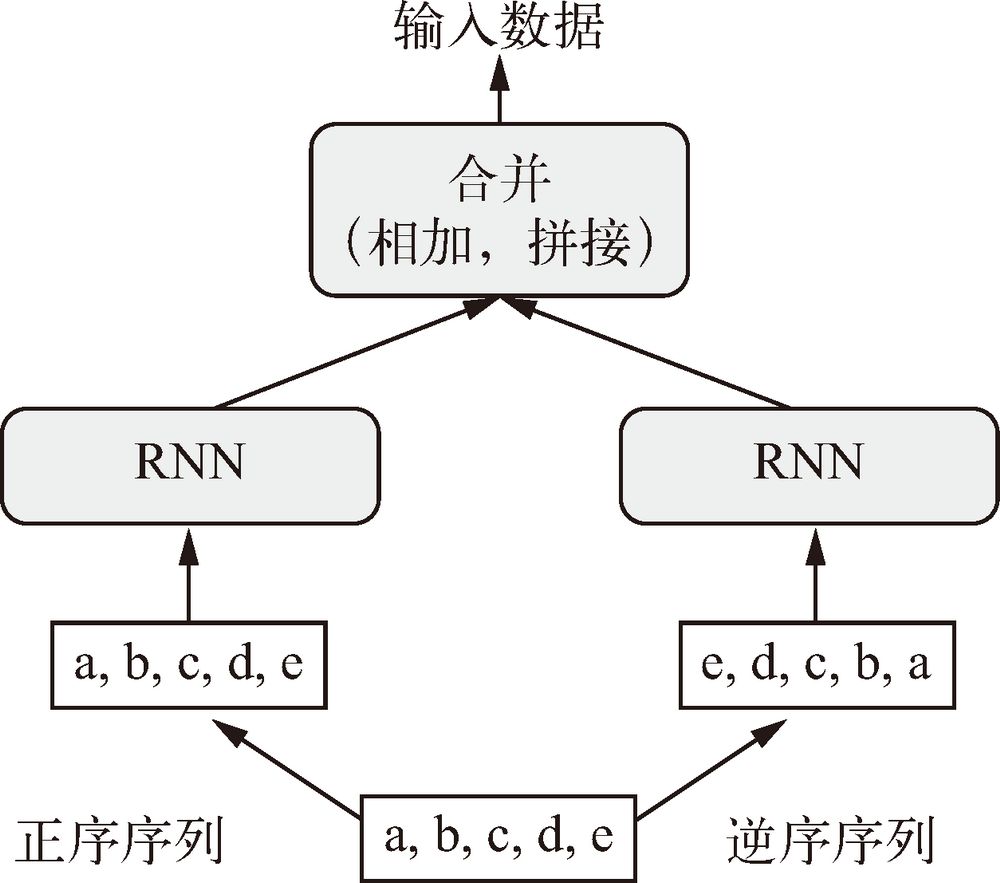 输入数据
合并
（相加，拼接）
RNN
RNN
a, b, c, d, e
e, d, c, b, a
正序序列
a, b, c, d, e
逆序序列